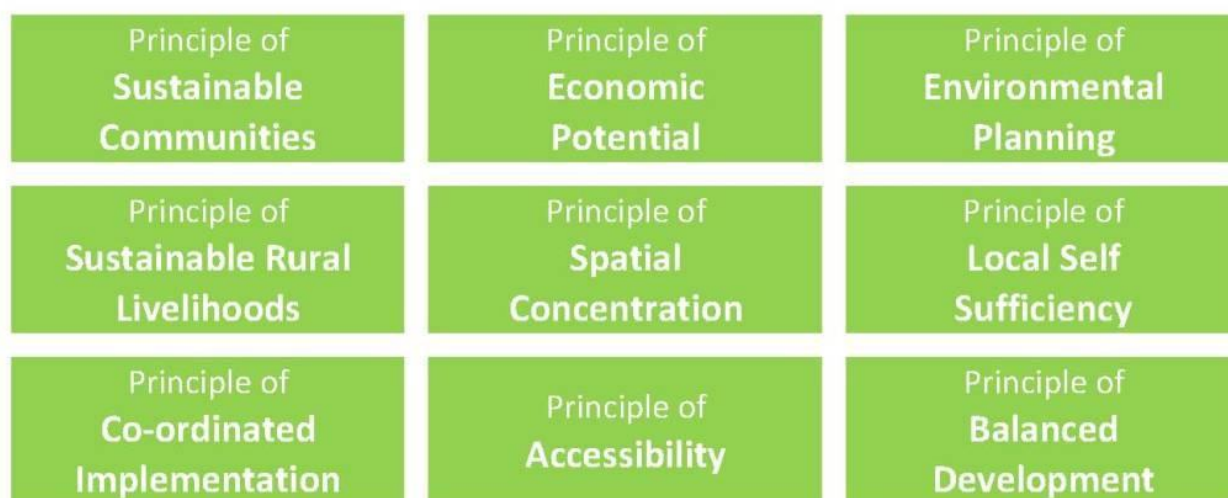 Principle of
Sustainable
Communities
Principle of
Economic
Potential
Principle of
Environmental
Planning
Principle of
Sustainable Rural
Livelihoods
Principle of
Spatial
Concentration
Principle of
Local Self
Sufficiency
Principle of
Co-ordinated
Implementation
Principle of
Accessibility
Principle of
Balanced
Development